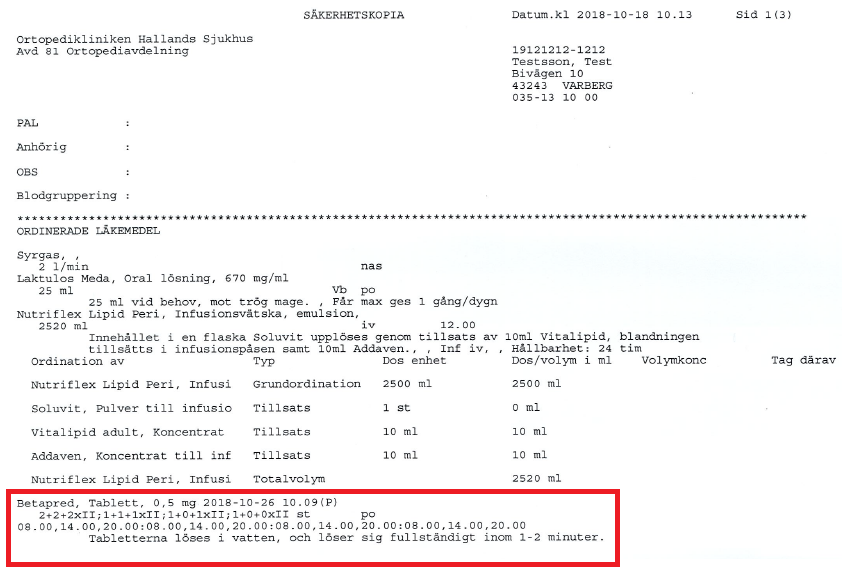 SÄKERHETSKOPIA Datum.kl 2018-10-18 10.13 Sid 1(3)
Ortopedikliniken Hallands Sjukhus
Avd 81 Ortopediavdelning
19121212-1212
Testsson, Test
Bivägen 10
43243 VARBERG
035-13 10 00
PAL :
Anhörig :
OBS :
Blodgruppering :
**************************************************************************************************************
ORDINERADE LÄKEMEDEL
Syrgas, ,
2 l/min nas
Laktulos Meda, Oral lösning, 670 mg/ml
25 ml Vb po
25 ml vid behov, mot trög mage. , Får max ges 1 gång/dygn
Nutriflex Lipid Peri, Infusionsvätska, emulsion,
2520 ml iv 12.00
Innehållet i en flaska Soluvit upplöses genom tillsats av 10ml Vitalipid, blandningen
tillsätts i infusionspåsen samt 10ml Addaven., , Inf iv, , Hållbarhet: 24 tim
Ordination av Typ Dos enhet Dos/volym i ml Volymkonc Tag därav
Nutriflex Lipid Peri, Infusi Grundordination 2500 ml 2500 ml
Soluvit, Pulver till infusio Tillsats 1 st 0 ml
Vitalipid adult, Koncentrat Tillsats 10 ml 10 ml
Addaven, Koncentrat till inf Tillsats 10 ml 10 ml
Nutriflex Lipid Peri, Infusi Totalvolym 2520 ml
Betapred, Tablett, 0,5 mg 2018-10-26 10.09(P)
2+2+2xII;1+1+1xII;1+0+1xII;1+0+0xII st po
08.00,14.00,20.00:08.00,14.00,20.00:08.00,14.00,20.00:08.00,14.00,20.00
Tabletterna löses i vatten, och löser sig fullständigt inom 1-2 minuter.